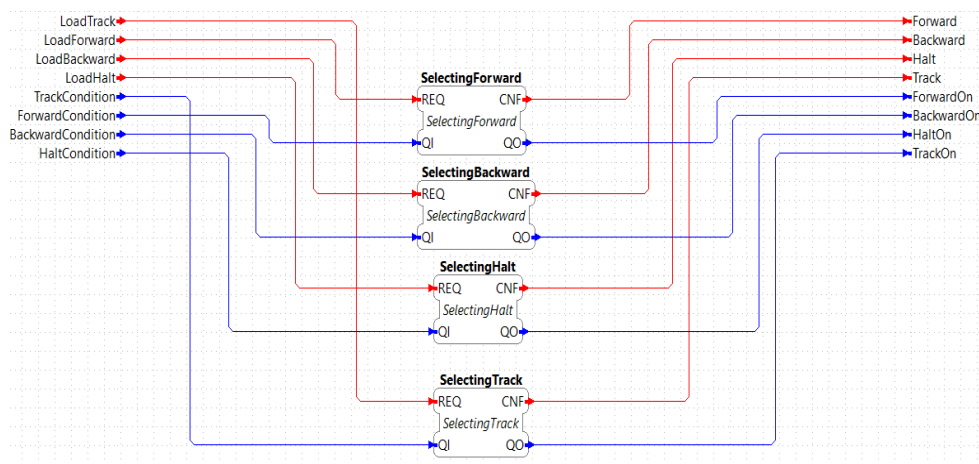 LoadTrack
LoadForward
LoadBackward
LoadHalt
TrackCondition
ForwardCondition
BackwardCondition
HaltCondition
SelectingForward
REQ CNF
SelectingForward
QI QO
SelectingBackward
REQ CNF
SelectingBackward
QI QO
SelectingHalt
REQ CNF
SelectingHalt
QI QO
SelectingTrack
REQ CNF
SelectingTrack
QI QO
Forward
Backward
Halt
Track
ForwardOn
BackwardOn
HaltOn
TrackOn